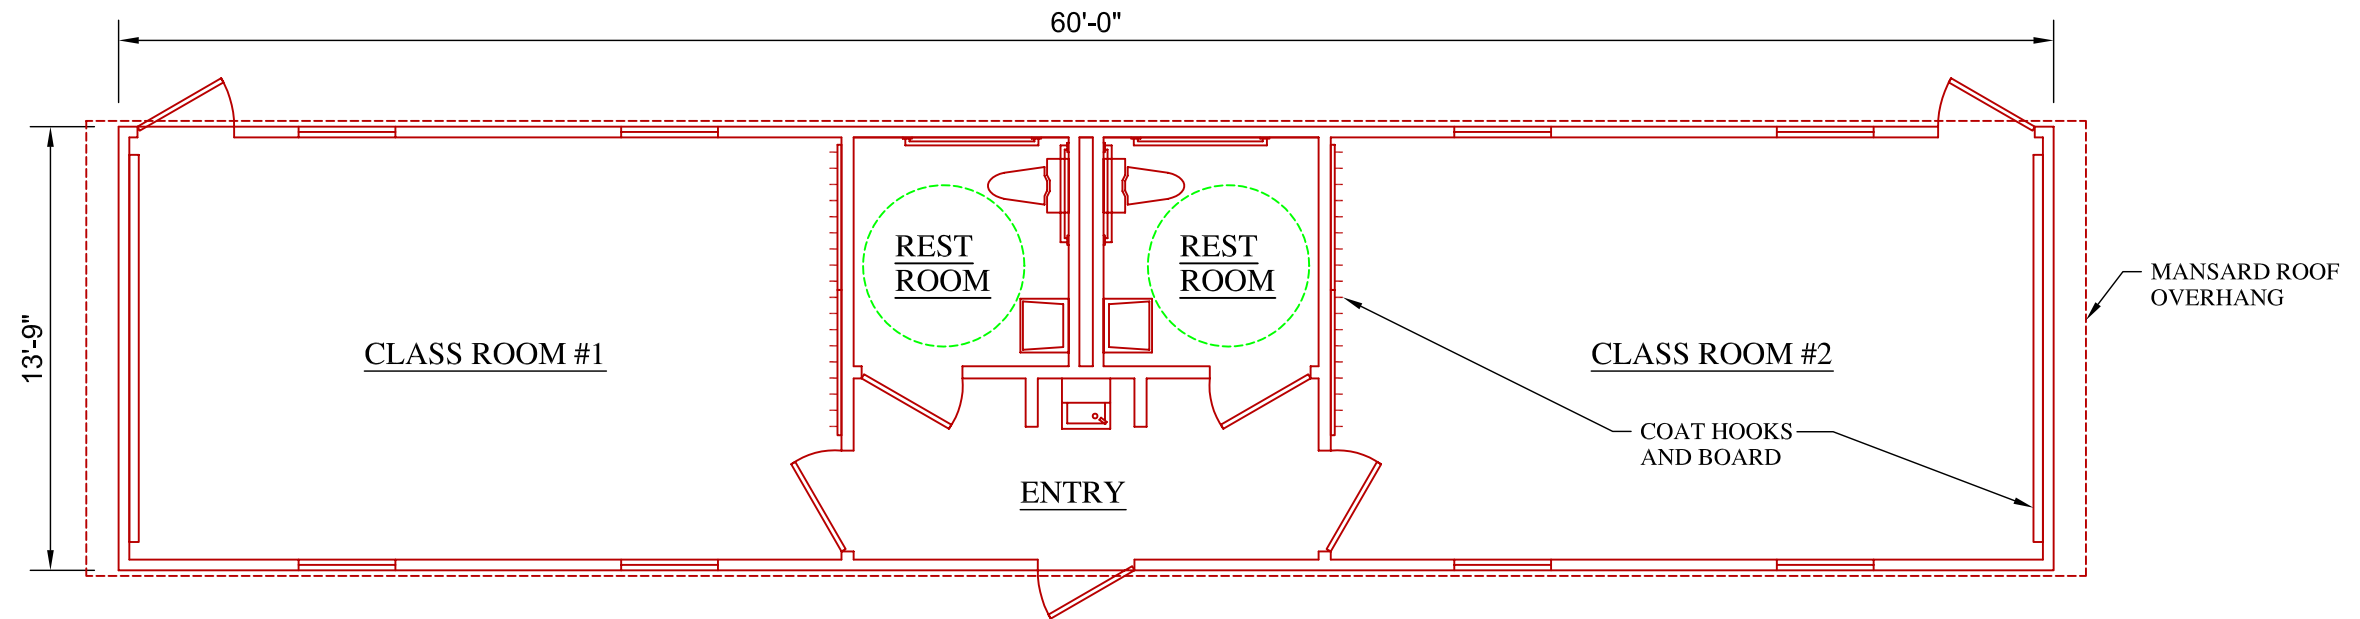 60'-0"
13'-9"
REST
ROOM
REST
ROOM
MANSARD ROOF
OVERHANG
CLASS ROOM #1
CLASS ROOM #2
COAT HOOKS
AND BOARD
ENTRY